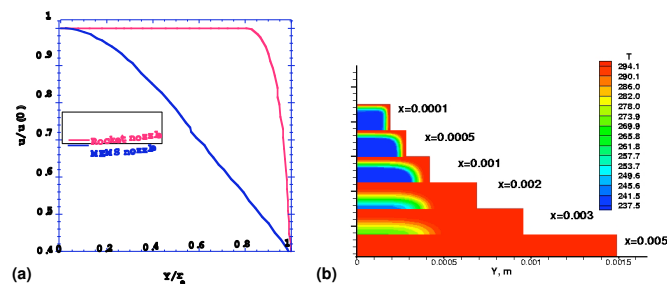 1
0.9
0.8
0.7
0.6
0.5
0.4
u/u(0)
Rocket nozzle
MEMS nozzle
0
0.2
0.4
0.6
0.8
1
(a)
T
294.1
290.1
286.0
282.0
278.0
273.9
269.9
265.8
261.8
257.7
253.7
249.6
245.6
241.5
237.5
x=0.0001
x=0.0005
x=0.001
x=0.002
x=0.003
x=0.005
0
0.0005
0.001
0.0015
Y, m
(b)